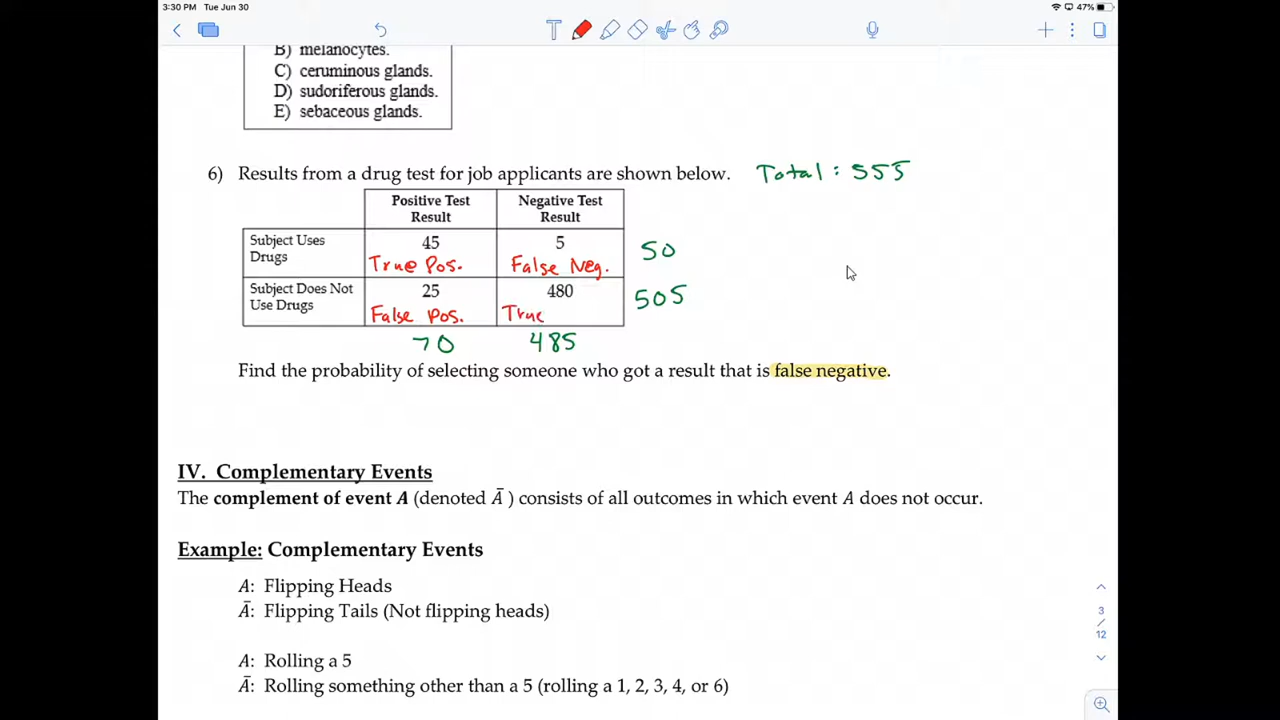 3:30 PM Tue Jun 30 47%
B) melanocytes.
C) ceruminous glands.
D) sudoriferous glands.
E) sebaceous glands.
6) Results from a drug test for job applicants are shown below. Total: 555
Positive Test Result Negative Test Result
Subject Uses Drugs 45 5 50
True Pos. False Neg.
Subject Does Not Use Drugs 25 480 505
False Pos. True
70 485
Find the probability of selecting someone who got a result that is false negative.
IV. Complementary Events
The complement of event A (denoted Ā ) consists of all outcomes in which event A does not occur.
Example: Complementary Events
A: Flipping Heads
Ā: Flipping Tails (Not flipping heads)
A: Rolling a 5
Ā: Rolling something other than a 5 (rolling a 1, 2, 3, 4, or 6)
3
/
12